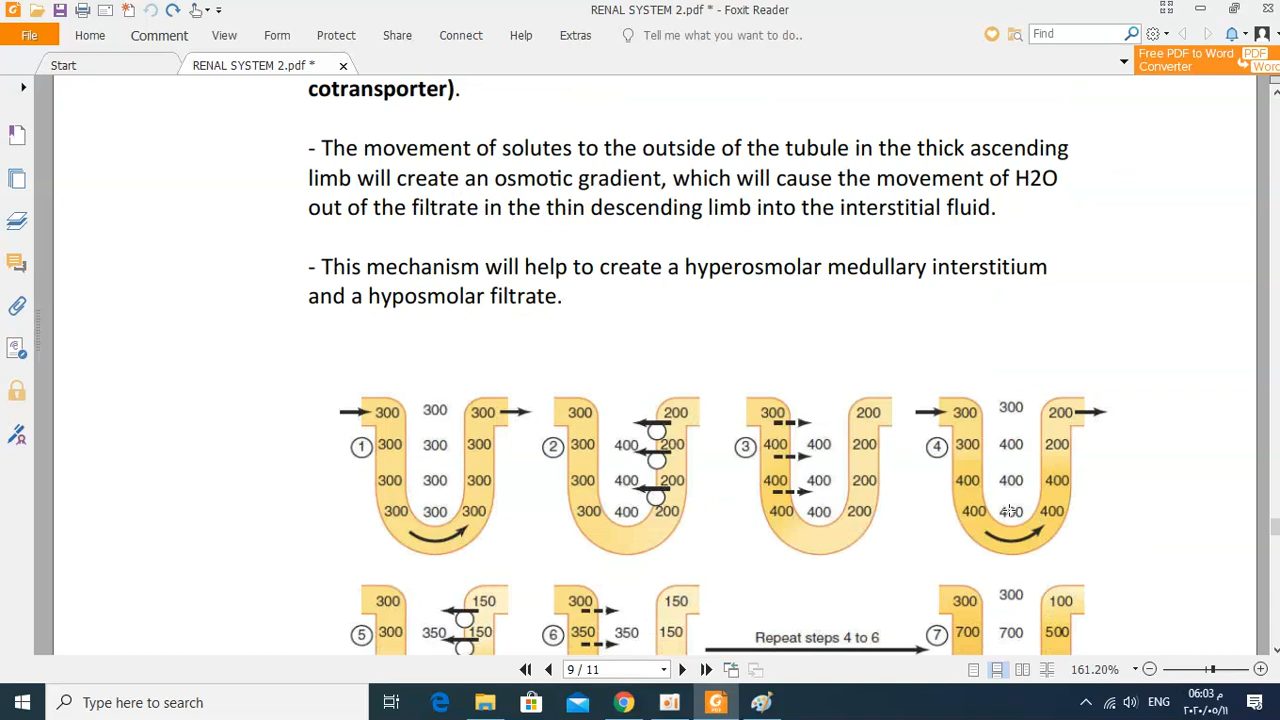 RENAL SYSTEM 2.pdf * - Foxit Reader
File Home Comment View Form Protect Share Connect Help Extras Tell me what you want to do.. Find
Start RENAL SYSTEM 2.pdf *
Free PDF to Word
Converter
PDF
Word
cotransporter).
- The movement of solutes to the outside of the tubule in the thick ascending
limb will create an osmotic gradient, which will cause the movement of H2O
out of the filtrate in the thin descending limb into the interstitial fluid.
- This mechanism will help to create a hyperosmolar medullary interstitium
and a hyposmolar filtrate.
300 300 300 300 200 300 200 300 300 200
1 300 300 300 2 300 400 200 3 400 400 200 4 300 400 200
300 300 300 300 400 200 400 400 200 400 400 400
300 300 300 300 400 200 400 400 200 400 400 400
300 150 300 150 300 300 100
5 300 350 150 6 350 350 150 Repeat steps 4 to 6 7 700 700 500
9 / 11 161.20%
Type here to search ENG 06:03 م
٢٠٢٠/٠٥/١١